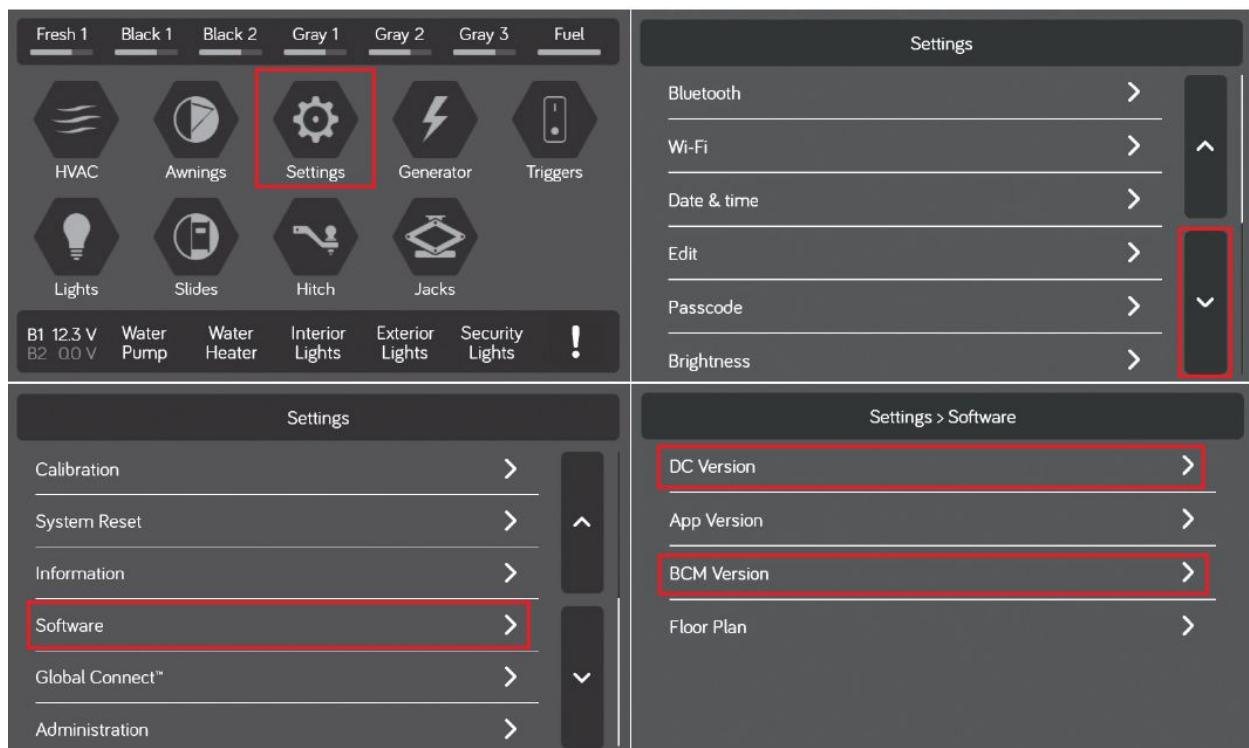 Fresh 1 Black 1 Black 2 Gray 1 Gray 2 Gray 3 Fuel
HVAC Awnings Settings Generator Triggers
Lights Slides Hitch Jacks
B1 12.3 V Water Water Interior Exterior Security
B2 0.0 V Pump Heater Lights Lights Lights !
Settings
Bluetooth
Wi-Fi
Date & time
Edit
Passcode
Brightness
Settings
Calibration
System Reset
Information
Software
Global Connect™
Administration
Settings > Software
DC Version
App Version
BCM Version
Floor Plan